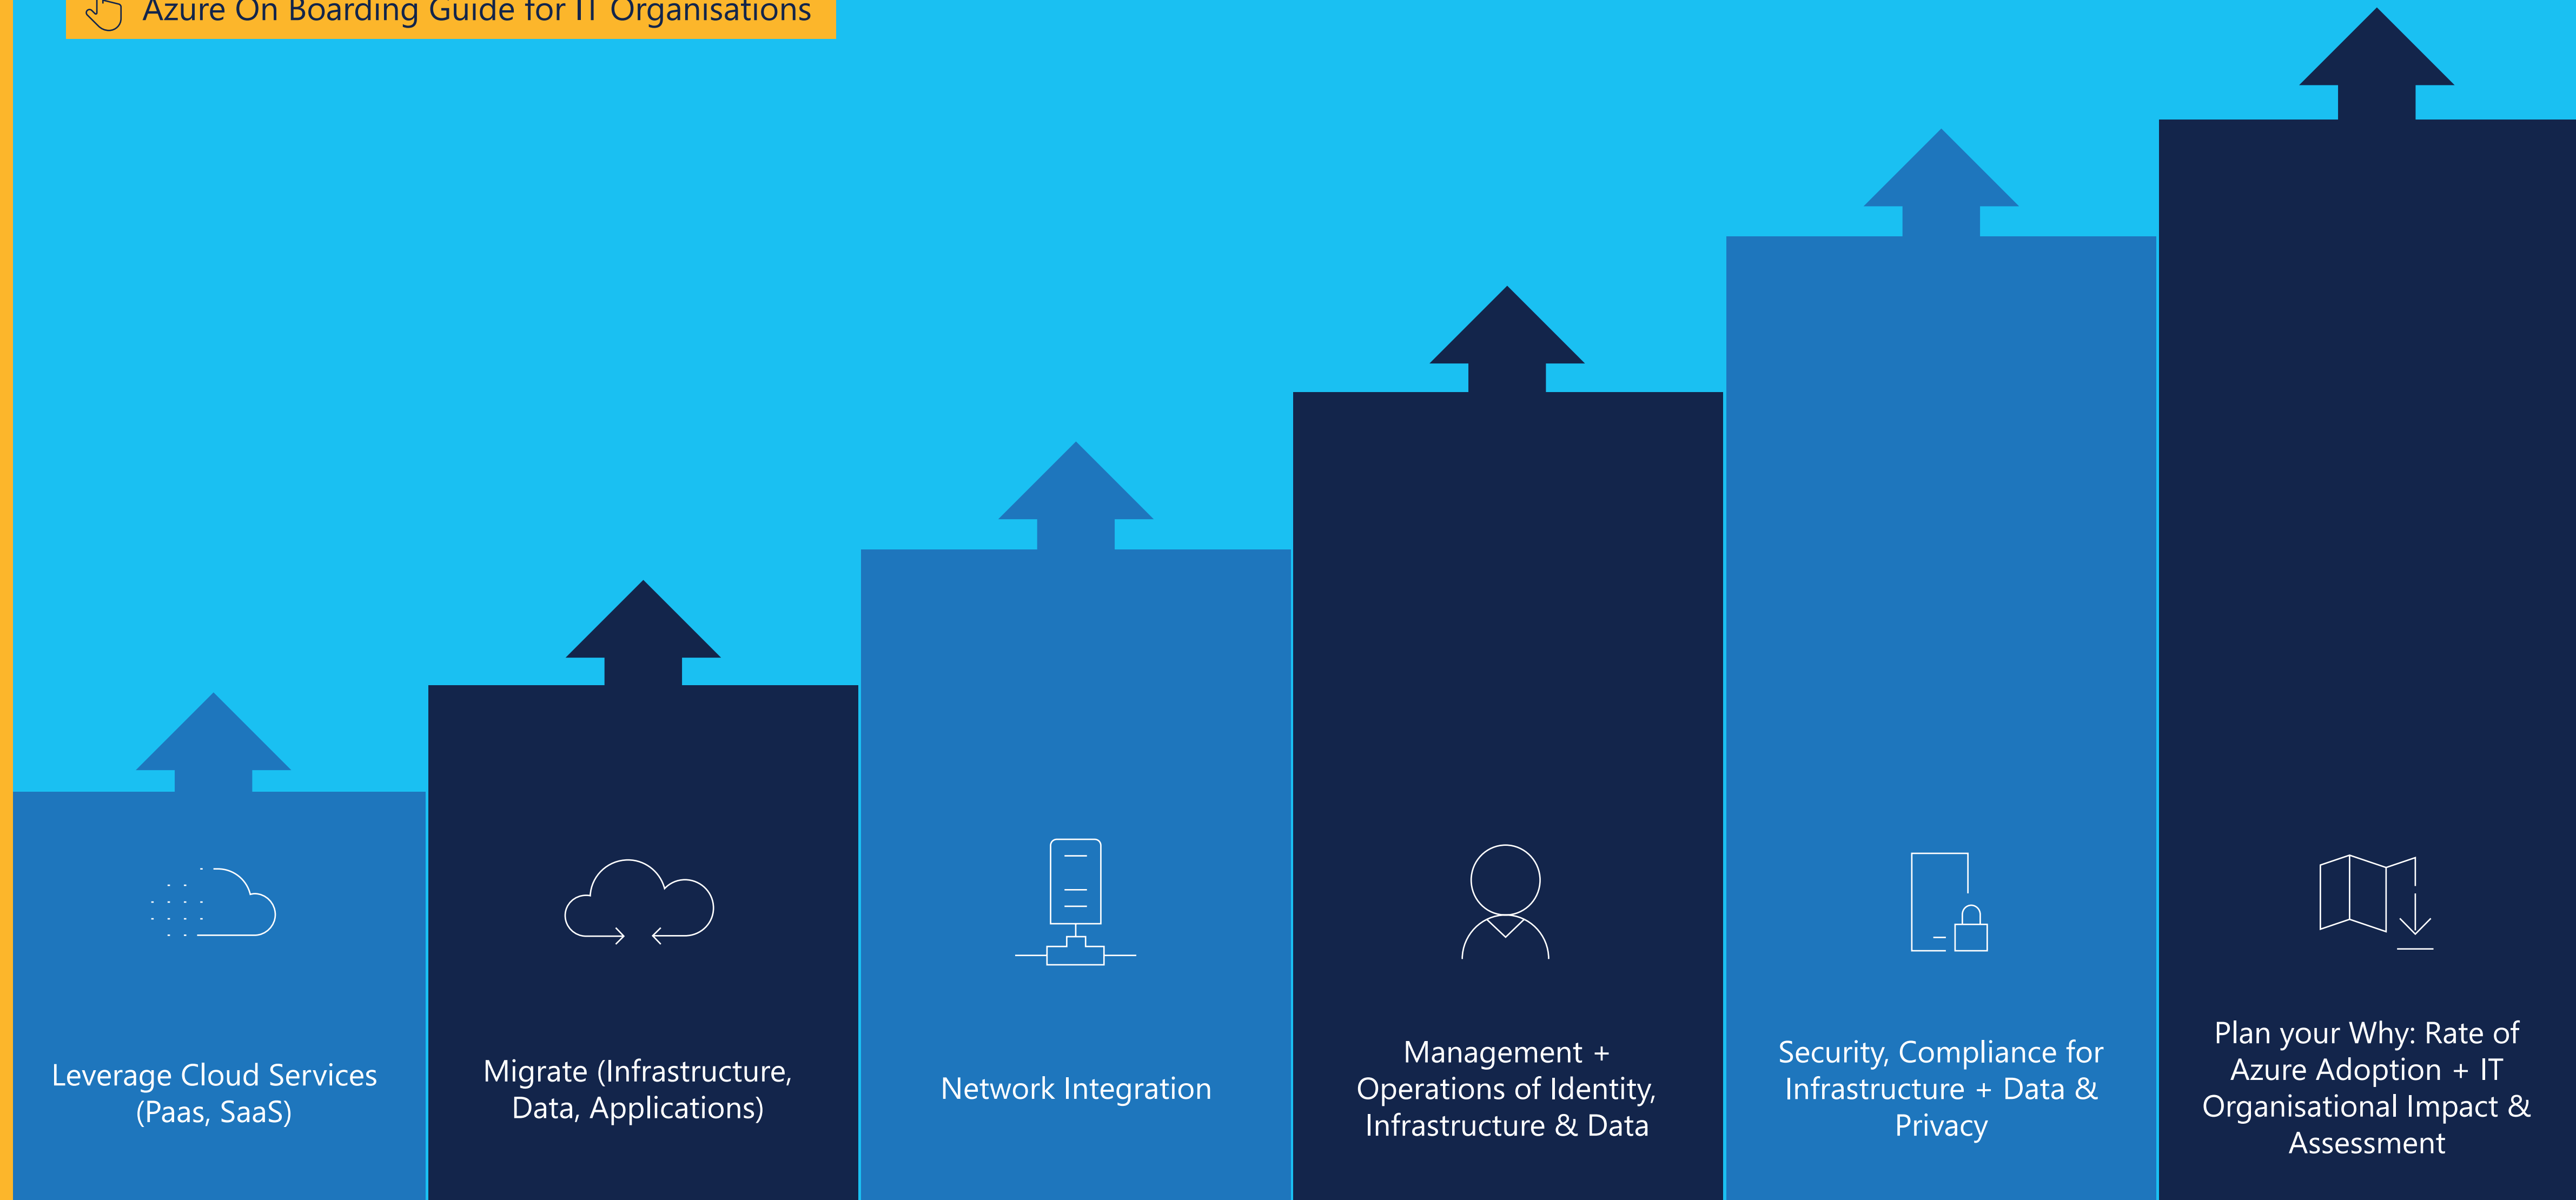 Azure On Boarding Guide for IT Organisations
Leverage Cloud Services
(Paas, SaaS)
Migrate (Infrastructure,
Data, Applications)
Network Integration
Management +
Operations of Identity,
Infrastructure & Data
Security, Compliance for
Infrastructure + Data &
Privacy
Plan your Why: Rate of
Azure Adoption + IT
Organisational Impact &
Assessment